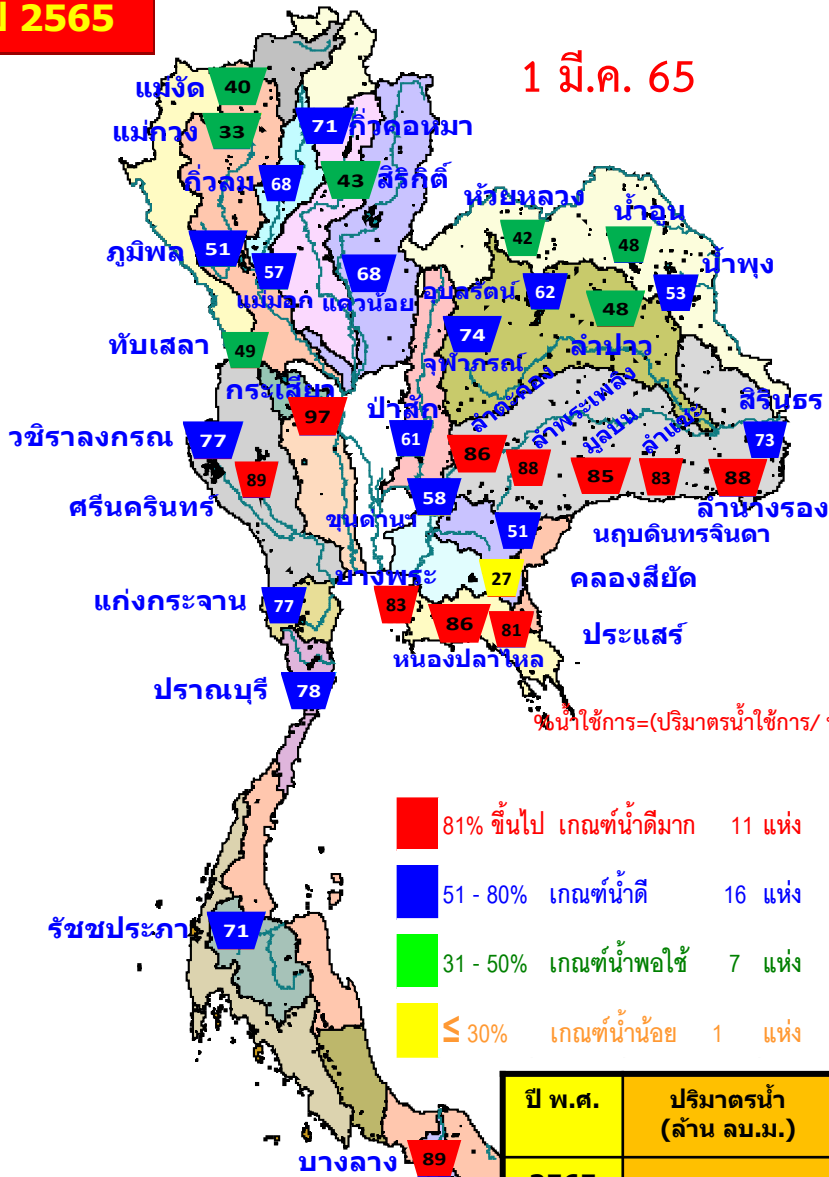 ปี 2565
1 มี.ค. 65
แม่งัด
40
แม่กวง
33
71
กิ่วคอหมา
กิ่วลม
68
43
สิริกิติ์
ภูมิพล
51
57
แม่มอก
68
แควน้อย
ห้วยหลวง
42
น้ำอูน
48
น้ำพุง
53
อุบลรัตน์
62
48
ลำปาว
74
จุฬาภรณ์
ทับเสลา
49
กระเสียว
97
ป่าสัก
61
ลำตะคอง
86
ลำพระเพลิง
88
มูลบน
85
ลำแชะ
83
สิรินธร
73
88
ลำนางรอง
วชิราลงกรณ
77
89
ศรีนครินทร์
58
ขุนด่านฯ
51
นฤบดินทรจินดา
บางพระ
83
27
คลองสียัด
86
หนองปลาไหล
81
ประแสร์
แก่งกระจาน
77
ปราณบุรี
78
%น้ำใช้การ=(ปริมาตรน้ำใช้การ/
81% ขึ้นไป เกณฑ์น้ำดีมาก 11 แห่ง
51 - 80% เกณฑ์น้ำดี 16 แห่ง
31 - 50% เกณฑ์น้ำพอใช้ 7 แห่ง
≤ 30% เกณฑ์น้ำน้อย 1 แห่ง
รัชชประภา
71
บางลาง
89
ปี พ.ศ.
ปริมาตรน้ำ
(ล้าน ลบ.ม.)
2565